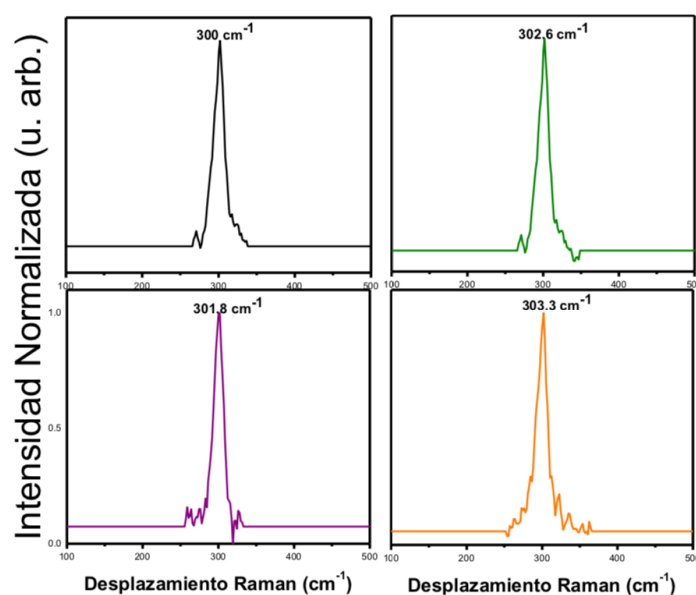 Intensidad Normalizada (u. arb.)
300 cm⁻¹
100 200 300 400 500
302.6 cm⁻¹
100 200 300 400 500
301.8 cm⁻¹
1.0
0.5
0.0
100 200 300 400 500
Desplazamiento Raman (cm⁻¹)
303.3 cm⁻¹
100 200 300 400 500
Desplazamiento Raman (cm⁻¹)